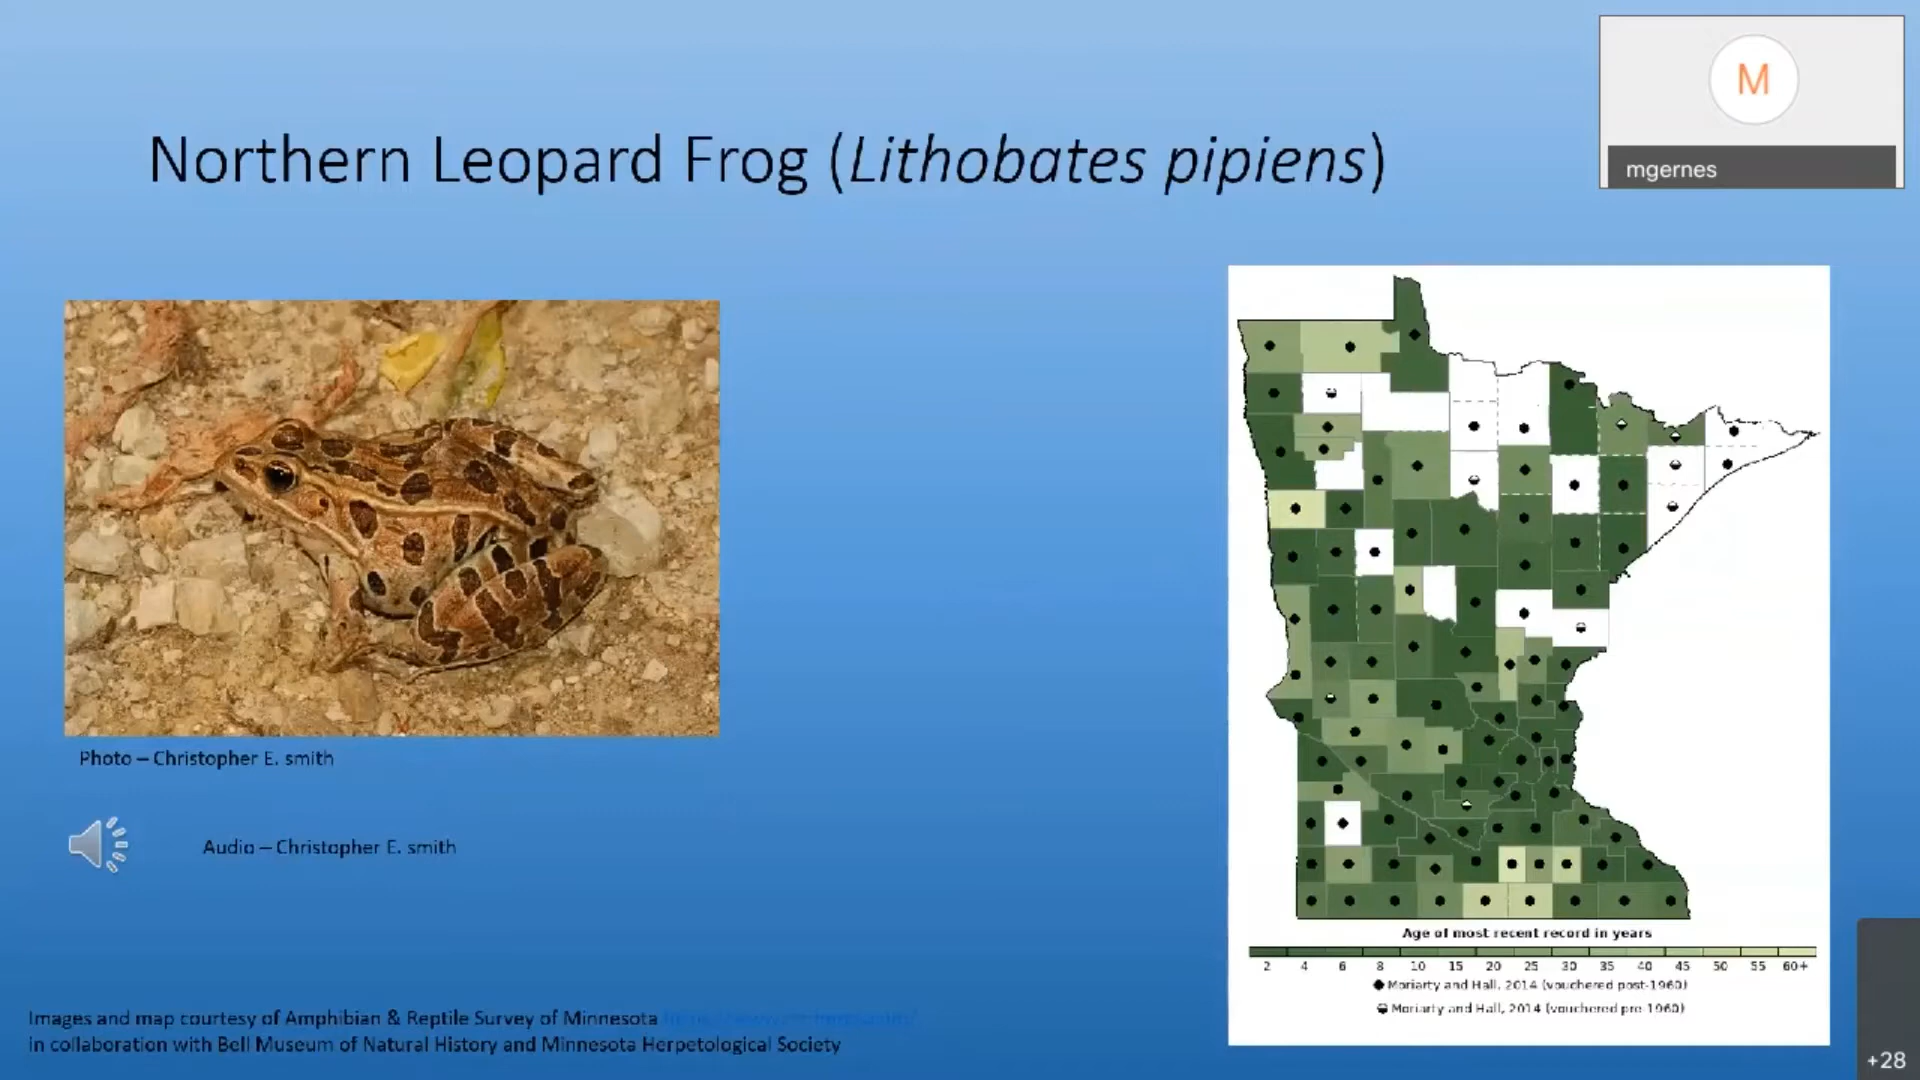 M
mgernes
Northern Leopard Frog (Lithobates pipiens)
Photo – Christopher E. smith
Audio – Christopher E. smith
Age of most recent record in years
2 4 6 8 10 15 20 25 30 35 40 45 50 55 60+
Moriarty and Hall, 2014 (vouchered post-1960)
Moriarty and Hall, 2014 (vouchered pre-1960)
Images and map courtesy of Amphibian & Reptile Survey of Minnesota
in collaboration with Bell Museum of Natural History and Minnesota Herpetological Society
+28